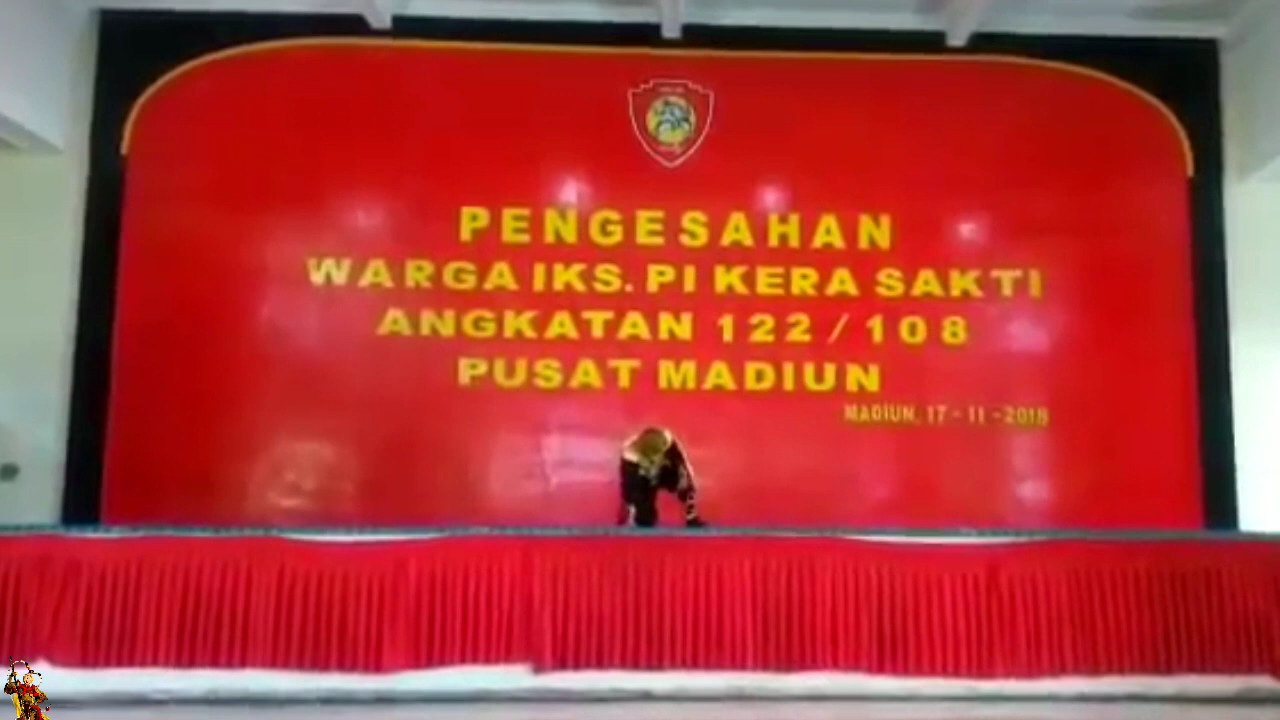 PENGESAHAN
WARGA IKS. PI KERA SAKTI
ANGKATAN 122 / 108
PUSAT MADIUN
MADIUN, 17 - 11 - 2018